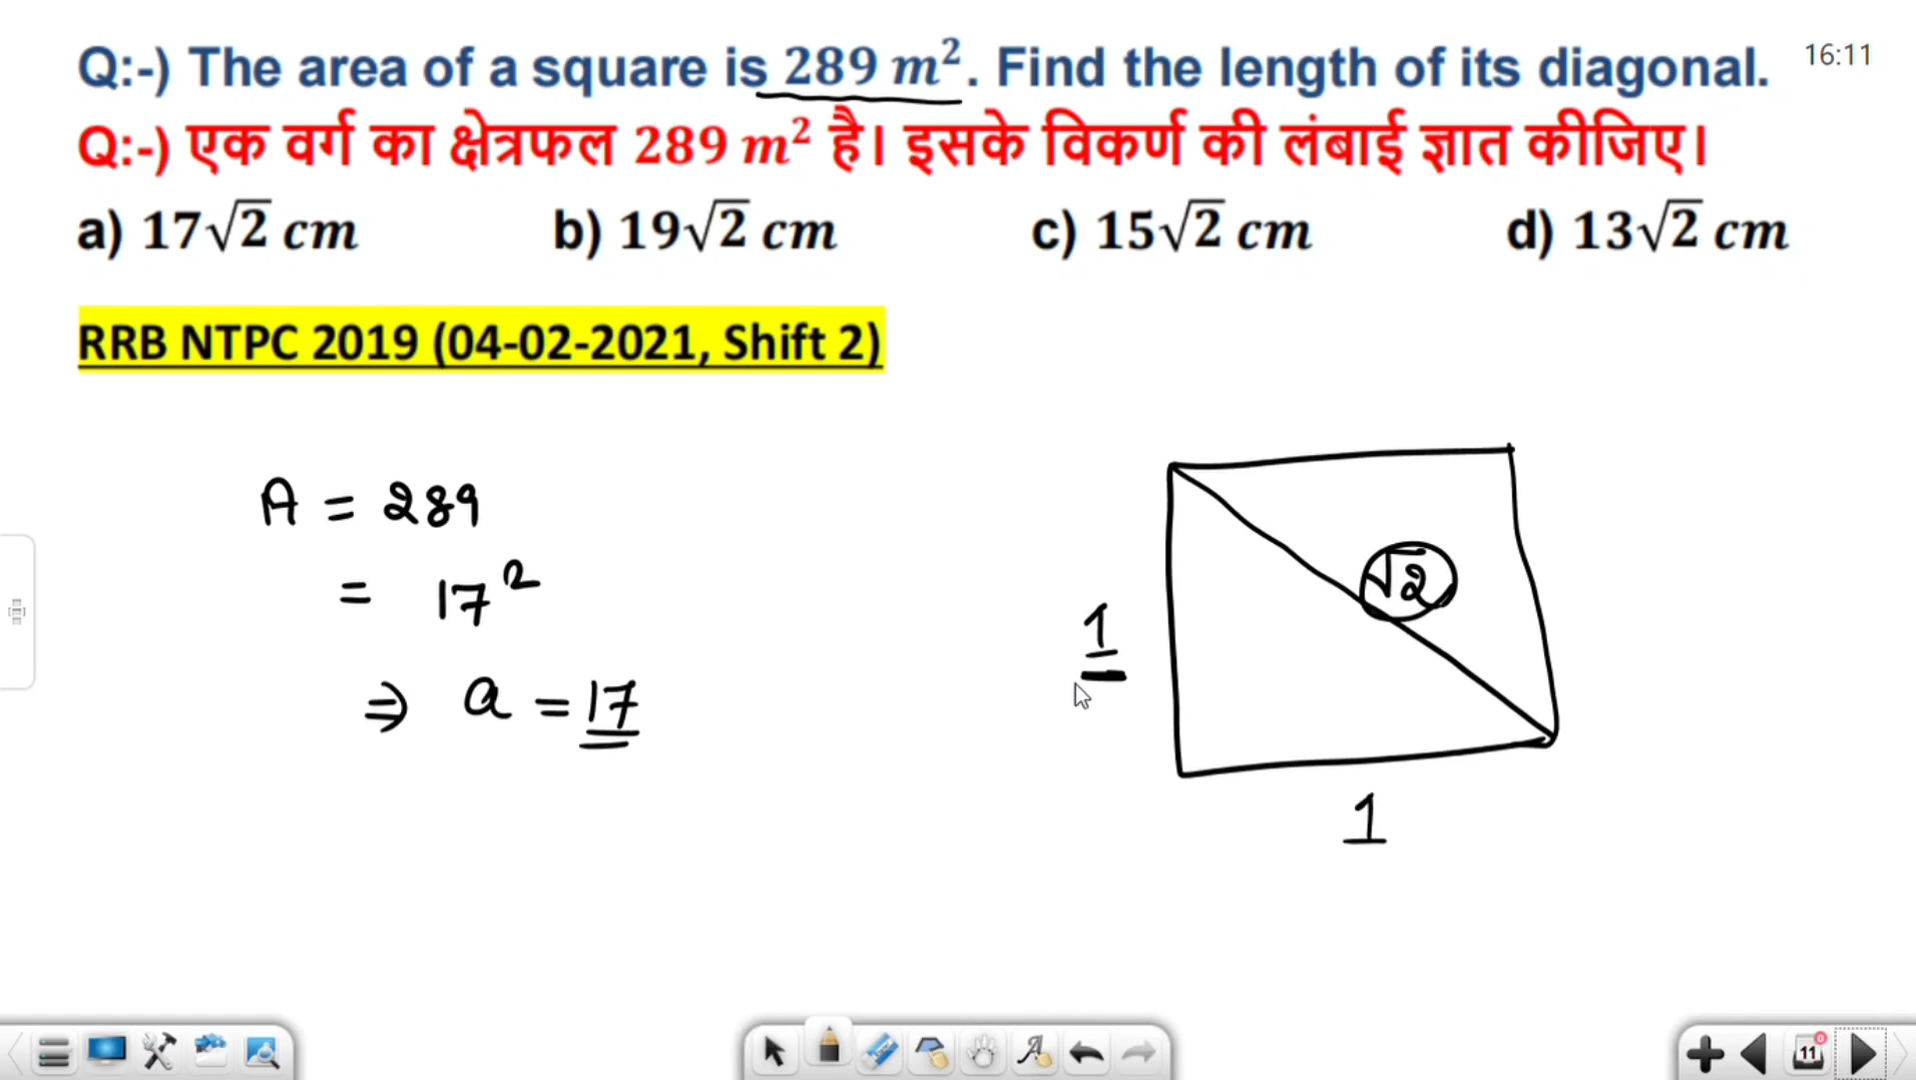 Q:-) The area of a square is 289 m². Find the length of its diagonal.
16:11
Q:-) एक वर्ग का क्षेत्रफल 289 m² है। इसके विकर्ण की लंबाई ज्ञात कीजिए।
a) 17√2 cm b) 19√2 cm c) 15√2 cm d) 13√2 cm
RRB NTPC 2019 (04-02-2021, Shift 2)
A = 289
= 17²
⇒ a = 17
√2
1
1
11
0